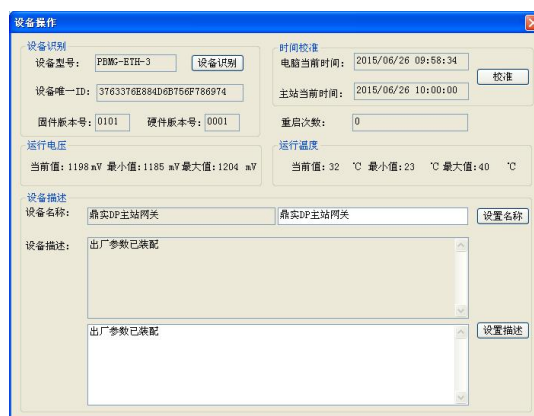 设备操作
设备识别
设备型号: PBMG-ETH-3 设备识别
设备唯一ID: 3763376E884D6B756F786974
固件版本号: 0101 硬件版本号: 0001
时间校准
电脑当前时间: 2015/06/26 09:58:34
校准
主站当前时间: 2015/06/26 10:00:00
重启次数: 0
运行电压
当前值: 1198 mV 最小值: 1185 mV 最大值: 1204 mV
运行温度
当前值: 32 ℃ 最小值: 23 ℃ 最大值: 40 ℃
设备描述
设备名称: 鼎实DP主站网关 鼎实DP主站网关 设置名称
设备描述: 出厂参数已装配
出厂参数已装配 设置描述